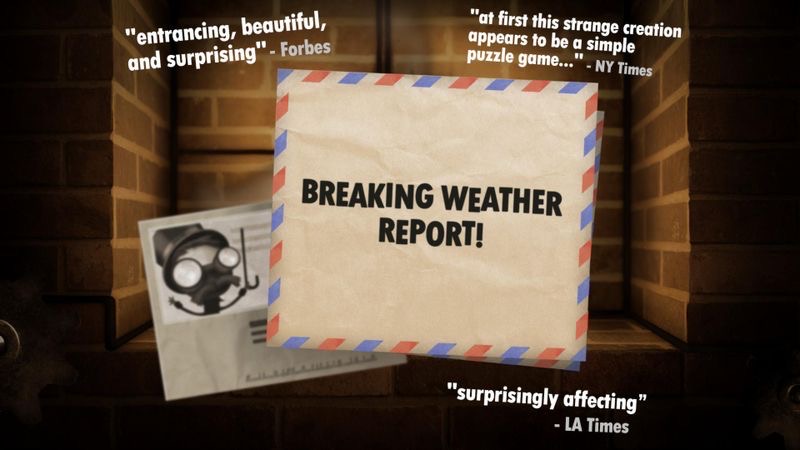 "entrancing, beautiful,
and surprising" - Forbes
"at first this strange creation
appears to be a simple
puzzle game..." - NY Times
BREAKING WEATHER
REPORT!
"surprisingly affecting”
- LA Times